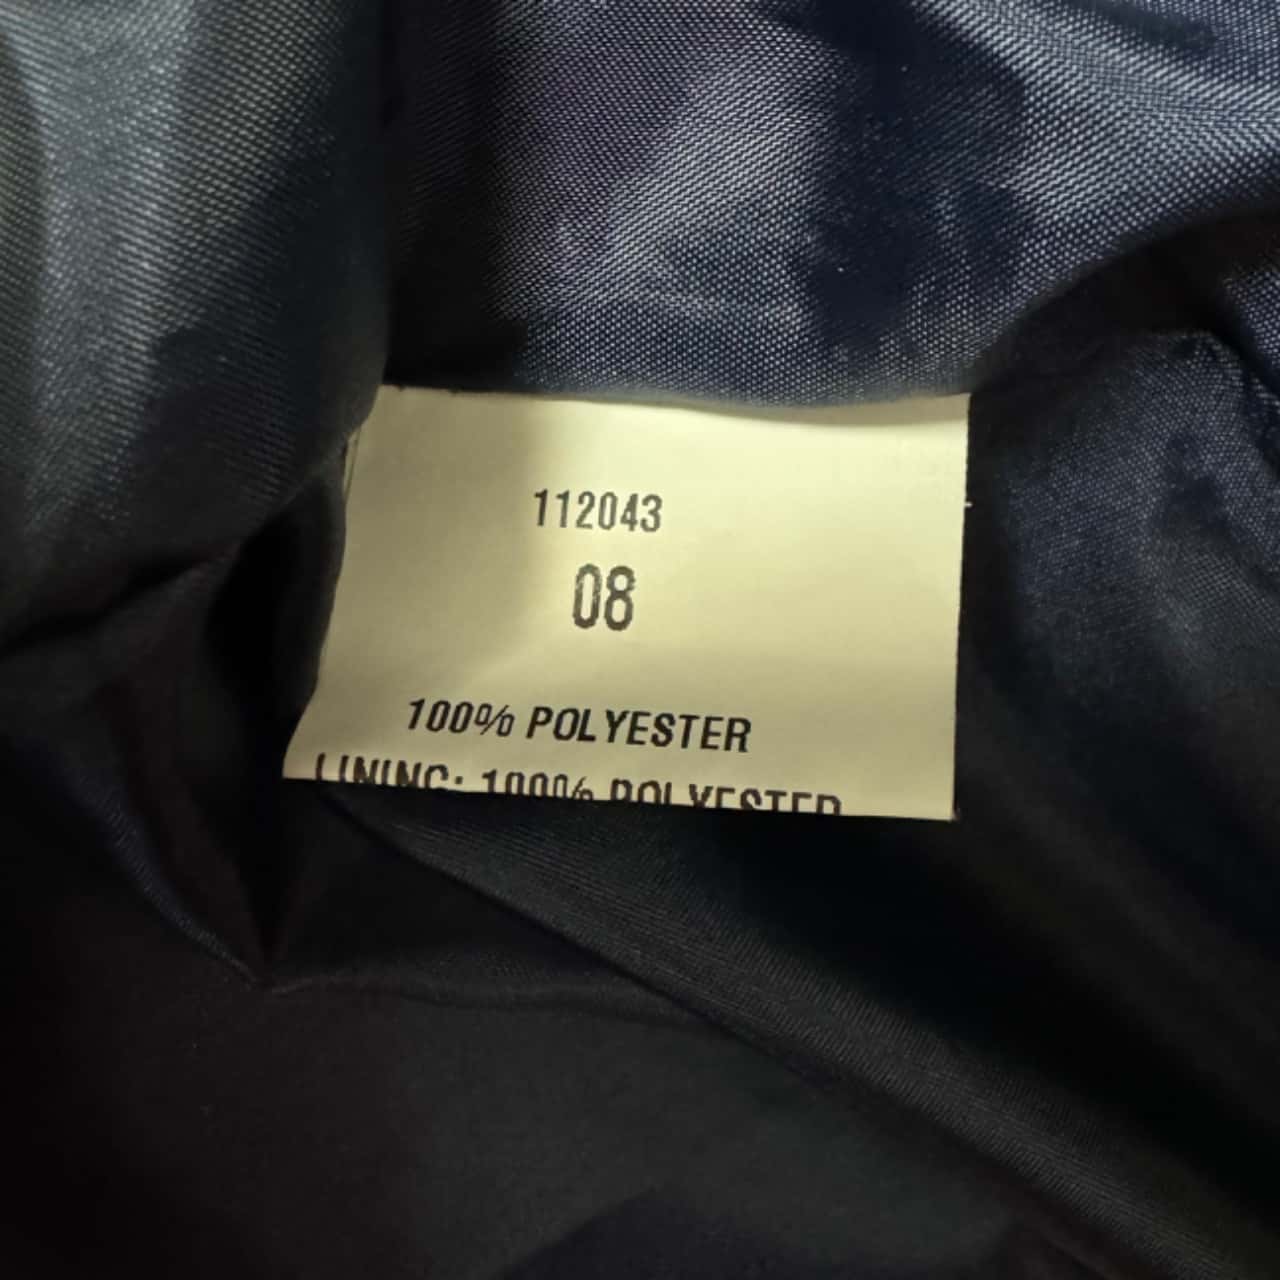 112043
08
100% POLYESTER
LINING: 100% POLYESTER